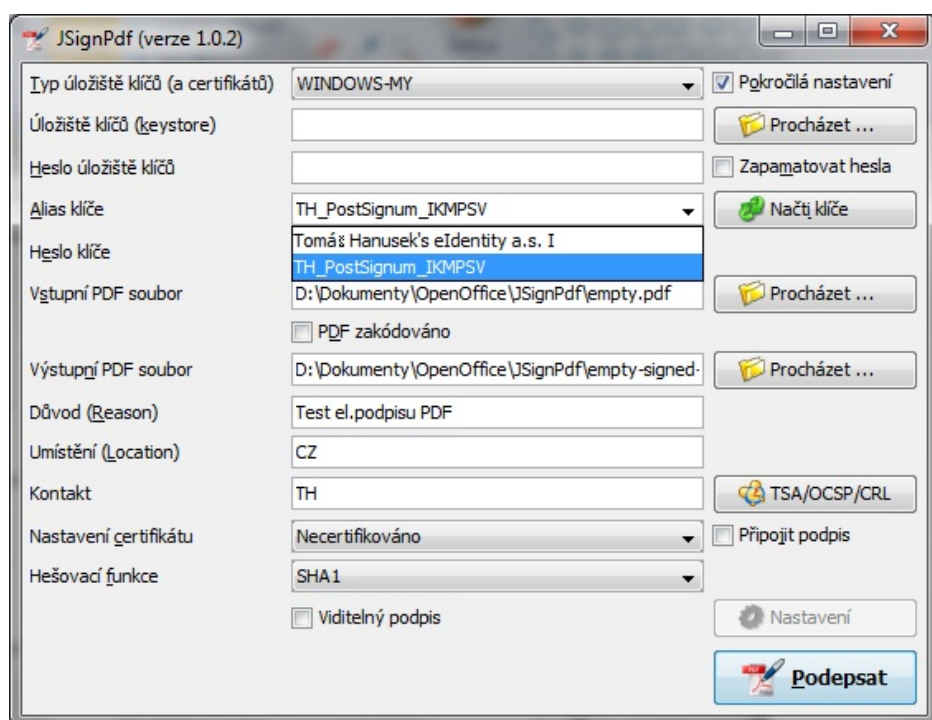 JSignPdf (verze 1.0.2)
Typ úložiště klíčů (a certifikátů) WINDOWS-MY Pokročilá nastavení
Úložiště klíčů (keystore) Procházet ...
Heslo úložiště klíčů Zapamatovat hesla
Alias klíče TH_PostSignum_IKMPSV Načti klíče
Tomáš Hanusek's eIdentity a.s. I
Heslo klíče
TH_PostSignum_IKMPSV
Vstupní PDF soubor D:\Dokumenty\OpenOffice\JSignPdf\empty.pdf Procházet ...
PDF zakódováno
Výstupní PDF soubor D:\Dokumenty\OpenOffice\JSignPdf\empty-signed- Procházet ...
Důvod (Reason) Test el.podpisu PDF
Umístění (Location) CZ
Kontakt TH TSA/OCSP/CRL
Nastavení certifikátu Necertifikováno Připojit podpis
Hešovací funkce SHA1
Viditelný podpis Nastavení
Podepsat